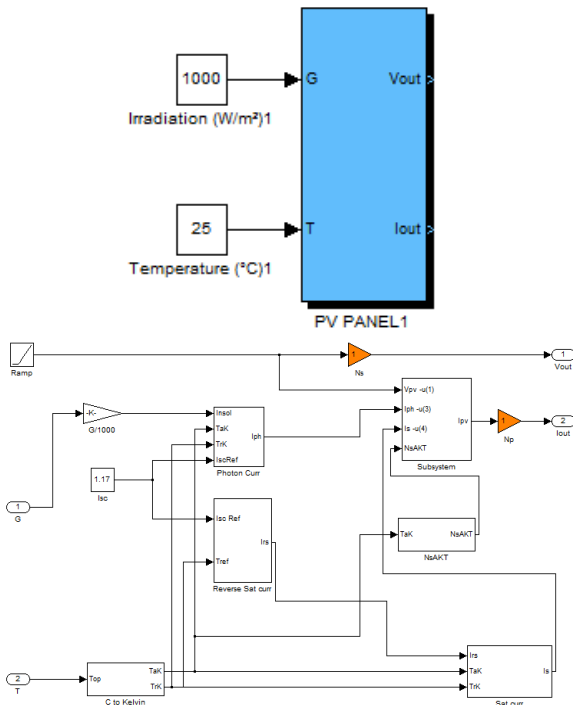 1000
G
Vout
Irradiation (W/m²)1
25
T
Iout
Temperature (°C)1
PV PANEL1
Ramp
1
Ns
1
Vout
-K-
G/1000
Insol
TaK
TrK
IscRef
Iph
Photon Curr
Vpv -u(1)
Iph -u(3)
Is -u(4)
NsAKT
Ipv
Subsystem
1
Np
2
Iout
1
G
1.17
Isc
Isc Ref
Tref
Irs
Reverse Sat curr
TaK
NsAKT
NsAKT
2
T
Top
TaK
TrK
C to Kelvin
Irs
TaK
TrK
Is
Sat curr